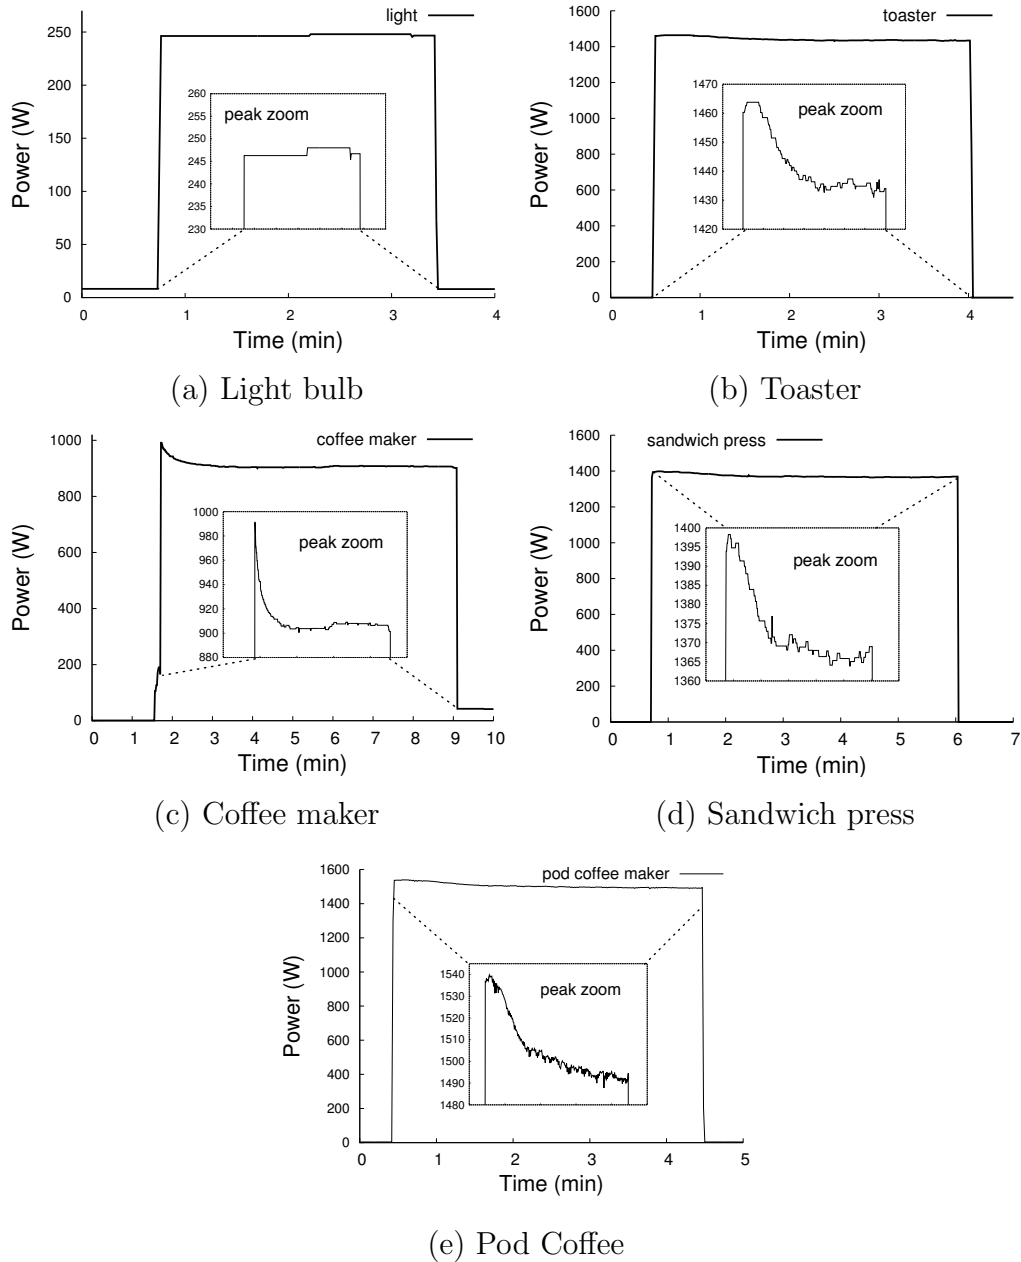 light
250
200
150
100
50
0
Power (W)
260
255
250
245
240
235
230
peak zoom
0 1 2 3 4
Time (min)
(a) Light bulb
toaster
1600
1400
1200
1000
800
600
400
200
0
Power (W)
1470
1460
1450
1440
1430
1420
peak zoom
0 1 2 3 4
Time (min)
(b) Toaster
coffee maker
1000
800
600
400
200
0
Power (W)
1000
980
960
940
920
900
880
peak zoom
0 1 2 3 4 5 6 7 8 9 10
Time (min)
(c) Coffee maker
sandwich press
1600
1400
1200
1000
800
600
400
200
0
Power (W)
1400
1395
1390
1385
1380
1375
1370
1365
1360
peak zoom
0 1 2 3 4 5 6 7
Time (min)
(d) Sandwich press
pod coffee maker
1600
1400
1200
1000
800
600
400
200
0
Power (W)
1540
1530
1520
1510
1500
1490
1480
peak zoom
0 1 2 3 4 5
Time (min)
(e) Pod Coffee